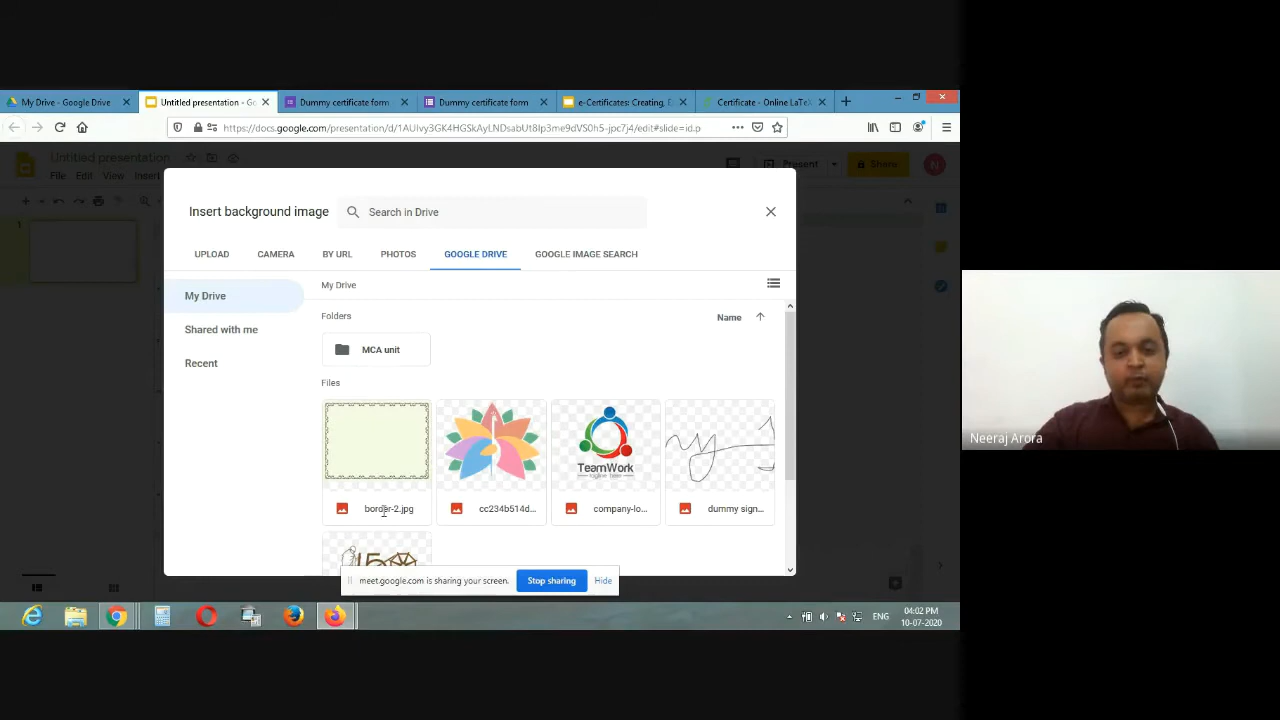 My Drive - Google Drive
Untitled presentation - Go
Dummy certificate form
Dummy certificate form
e-Certificates: Creating, E
Certificate - Online LaTeX
https://docs.google.com/presentation/d/1AUIvy3GK4HGSkAyLNDsabUt8Ip3me9dVS0h5-jpc7j4/edit#slide=id.p
Untitled presentation
File Edit View Insert
Present
Share
N
1
Insert background image
Search in Drive
UPLOAD
CAMERA
BY URL
PHOTOS
GOOGLE DRIVE
GOOGLE IMAGE SEARCH
My Drive
Shared with me
Recent
My Drive
Folders
Name
MCA unit
Files
TeamWork
border-2.jpg
cc234b514d...
company-lo...
dummy sign...
15
meet.google.com is sharing your screen.
Stop sharing
Hide
ENG
04:02 PM
10-07-2020
Neeraj Arora